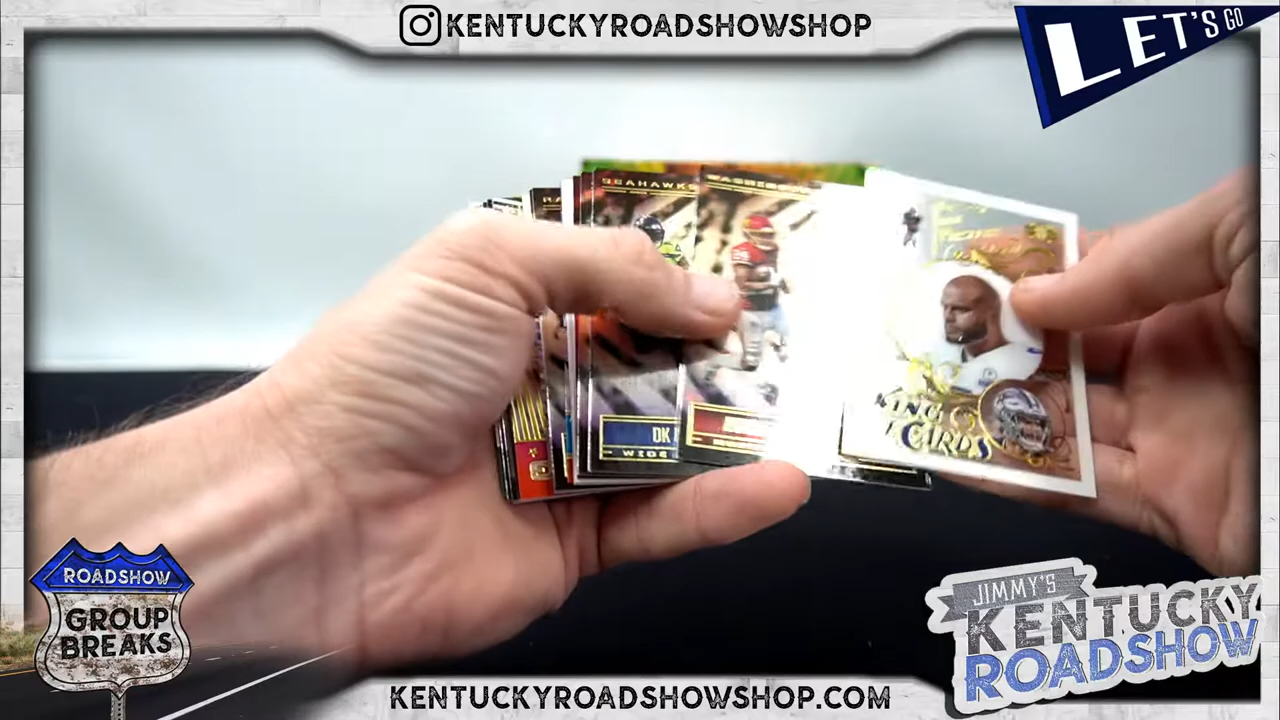 KENTUCKYROADSHOWSHOP
LET'S GO
SEAHAWKS
KING
CARDS
DK
WIDE
ROADSHOW
GROUP
BREAKS
JIMMY'S
KENTUCKY
ROADSHOW
KENTUCKYROADSHOWSHOP.COM